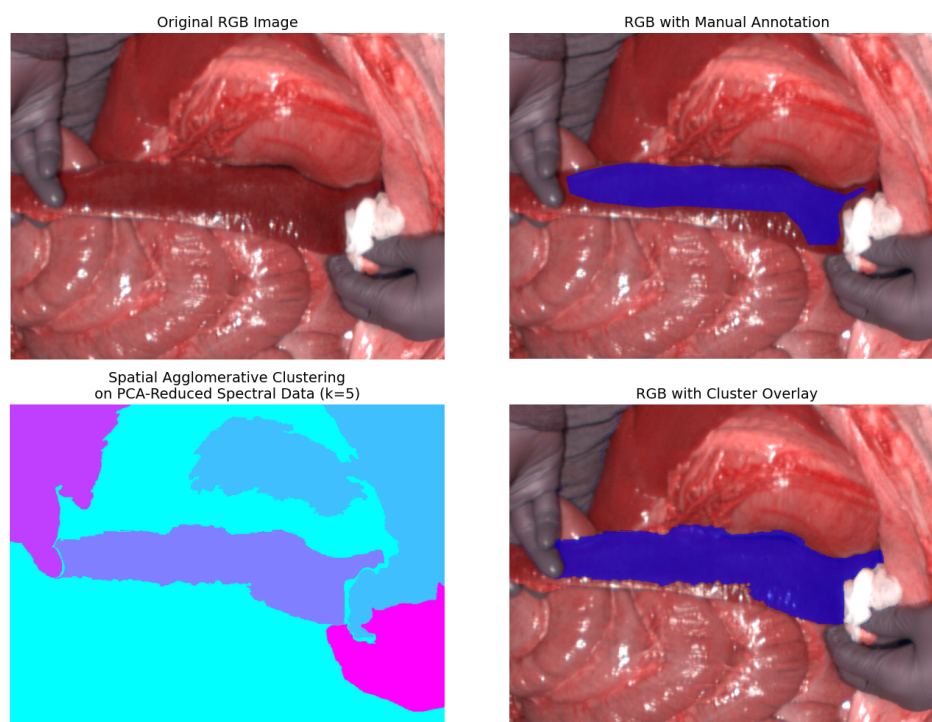 Original RGB Image
RGB with Manual Annotation
Spatial Agglomerative Clustering
on PCA-Reduced Spectral Data (k=5)
RGB with Cluster Overlay